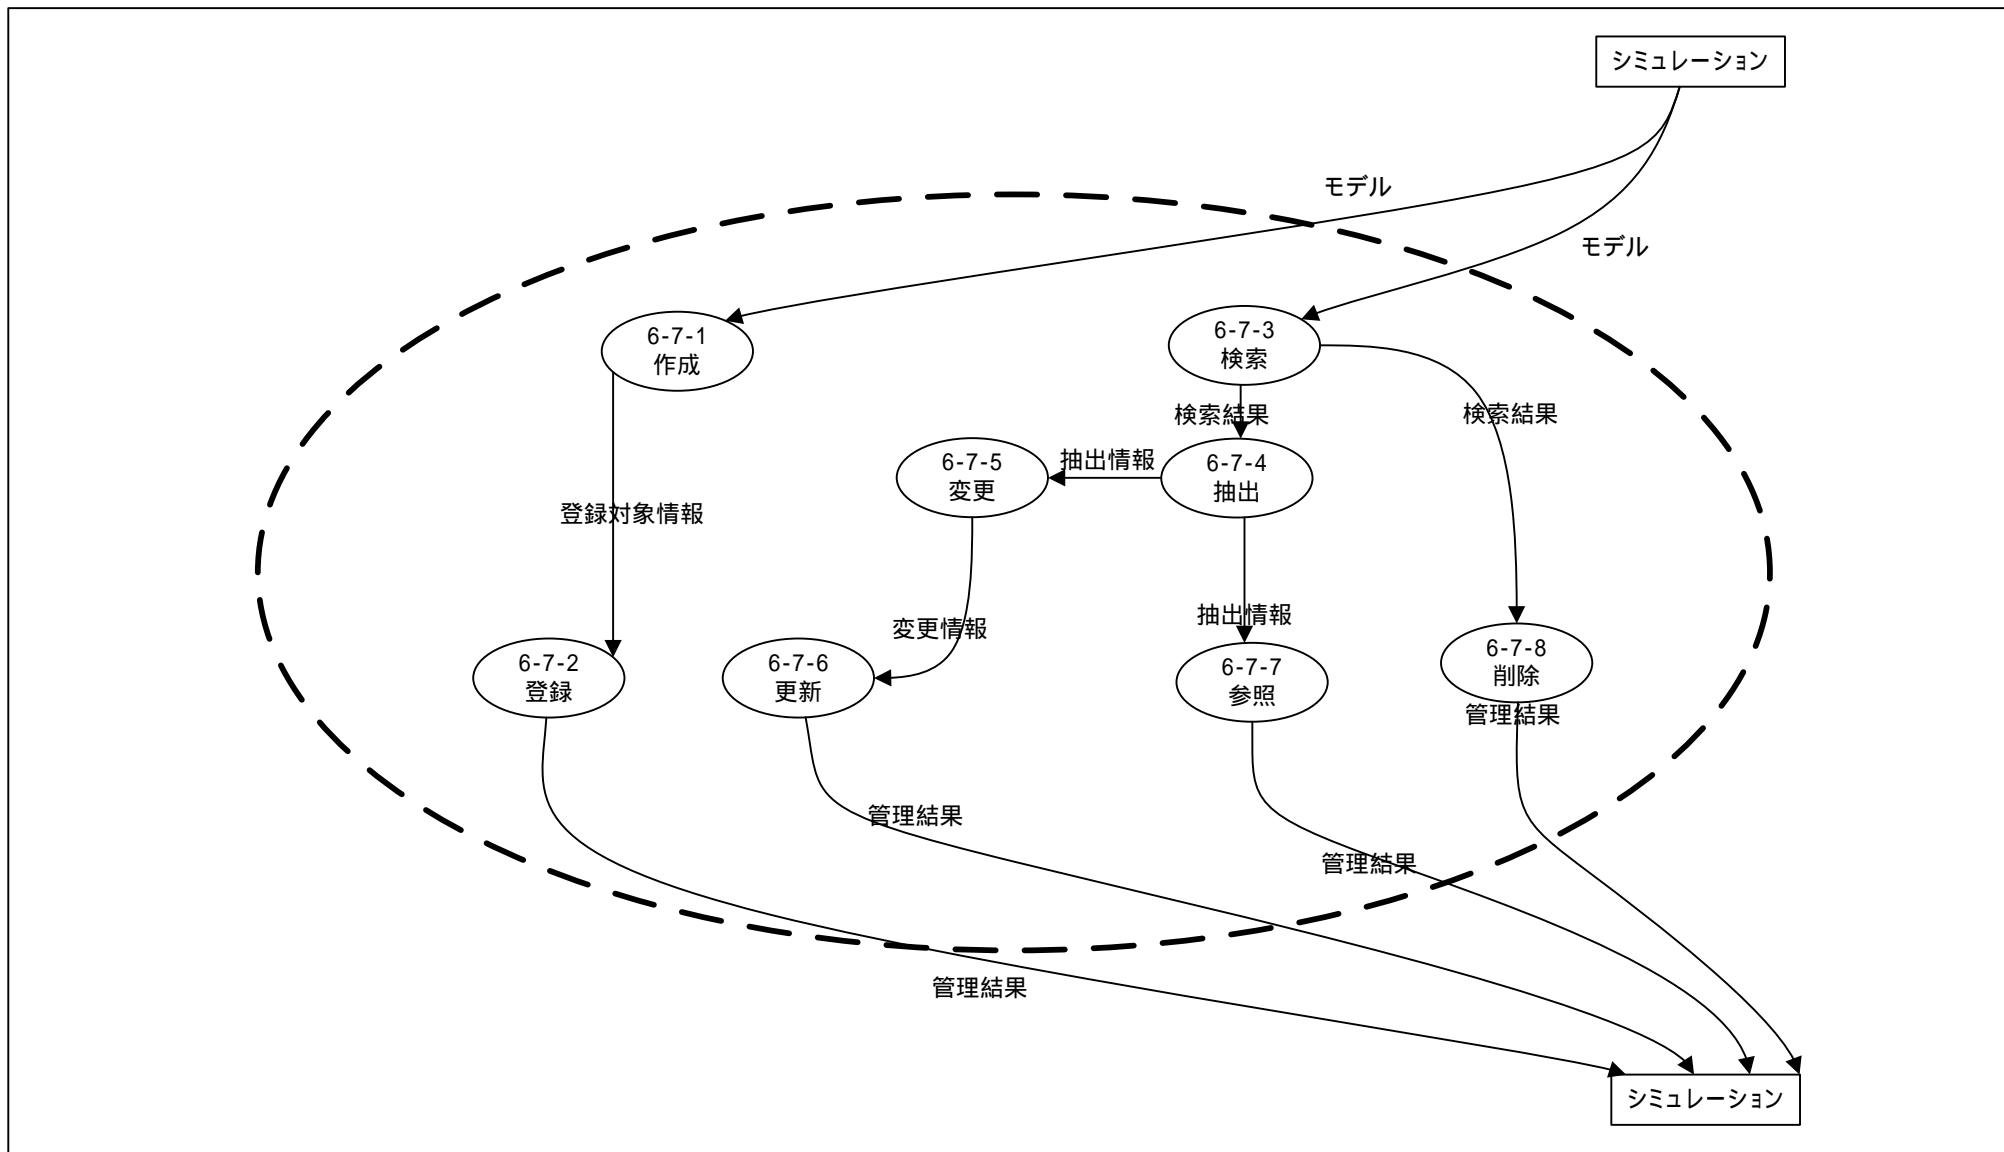 シミュレーション
モデル
モデル
6-7-1
作成
6-7-3
検索
検索結果
検索結果
6-7-5
変更
抽出情報
6-7-4
抽出
登録対象情報
変更情報
抽出情報
6-7-2
登録
6-7-6
更新
6-7-7
参照
6-7-8
削除
管理結果
管理結果
管理結果
管理結果
シミュレーション